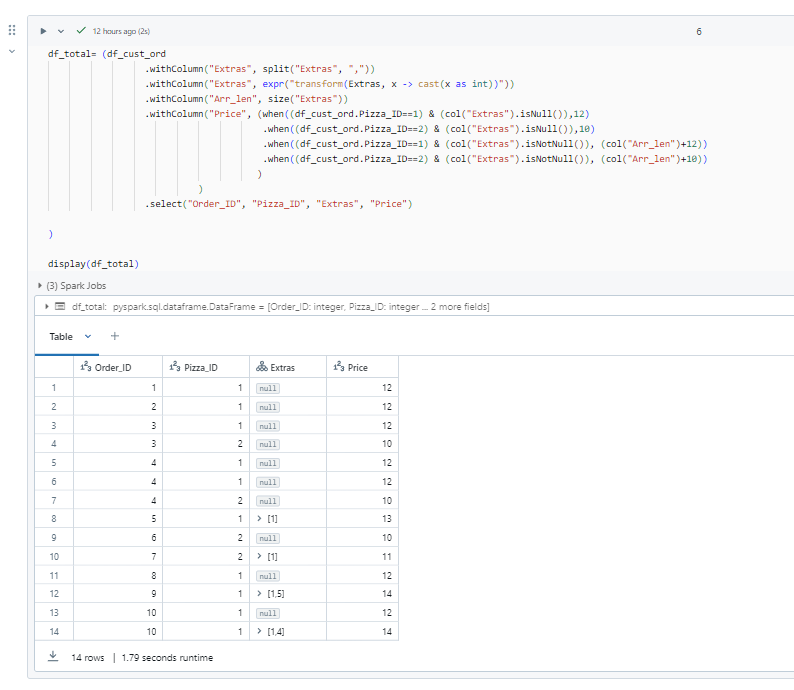 12 hours ago (2s)
6
df_total= (df_cust_ord
.withColumn("Extras", split("Extras", ","))
.withColumn("Extras", expr("transform(Extras, x -> cast(x as int))"))
.withColumn("Arr_len", size("Extras"))
.withColumn("Price", (when((df_cust_ord.Pizza_ID==1) & (col("Extras").isNull()),12)
.when((df_cust_ord.Pizza_ID==2) & (col("Extras").isNull()),10)
.when((df_cust_ord.Pizza_ID==1) & (col("Extras").isNotNull()), (col("Arr_len")+12))
.when((df_cust_ord.Pizza_ID==2) & (col("Extras").isNotNull()), (col("Arr_len")+10))
)
)
.select("Order_ID", "Pizza_ID", "Extras", "Price")
)
display(df_total)
(3) Spark Jobs
df_total: pyspark.sql.dataframe.DataFrame = [Order_ID: integer, Pizza_ID: integer ... 2 more fields]
Table +
123 Order_ID 123 Pizza_ID Extras 123 Price
1 1 1 null 12
2 2 1 null 12
3 3 1 null 12
4 3 2 null 10
5 4 1 null 12
6 4 1 null 12
7 4 2 null 10
8 5 1 > [1] 13
9 6 2 null 10
10 7 2 > [1] 11
11 8 1 null 12
12 9 1 > [1,5] 14
13 10 1 null 12
14 10 1 > [1,4] 14
14 rows | 1.79 seconds runtime